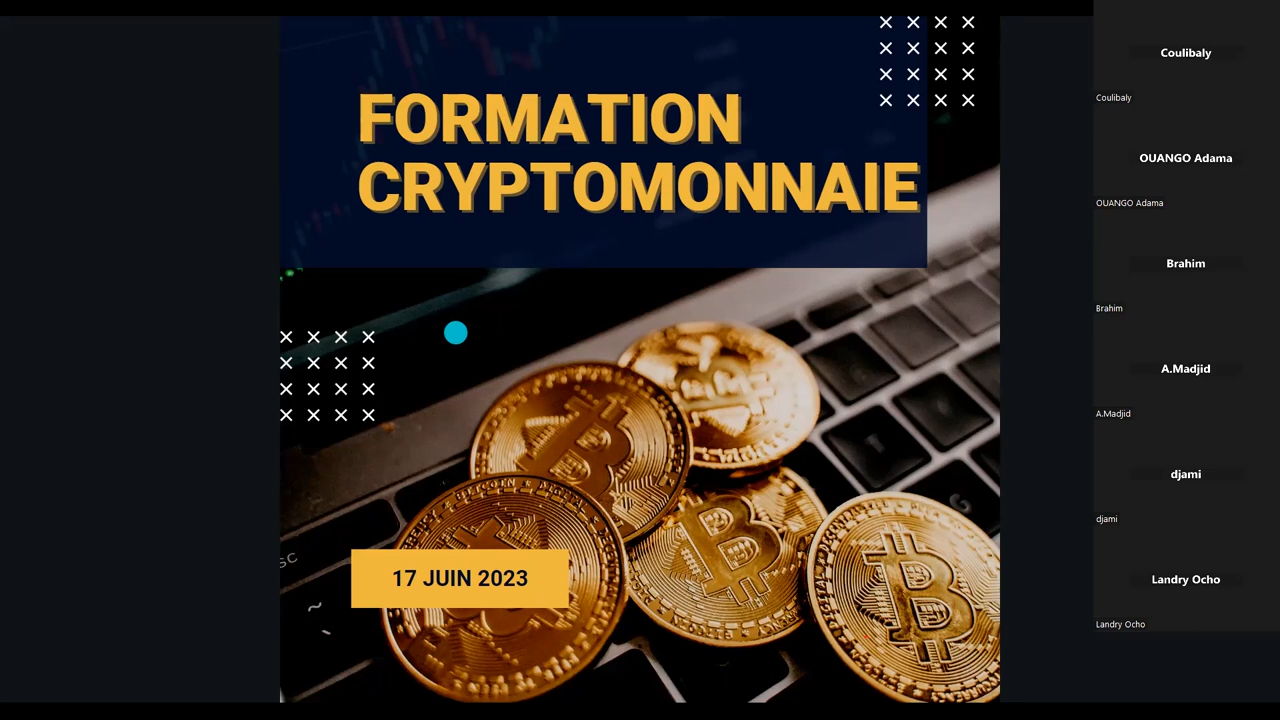 FORMATION
CRYPTOMONNAIE
17 JUIN 2023
Coulibaly
Coulibaly
OUANGO Adama
OUANGO Adama
Brahim
Brahim
A.Madjid
A.Madjid
djami
djami
Landry Ocho
Landry Ocho